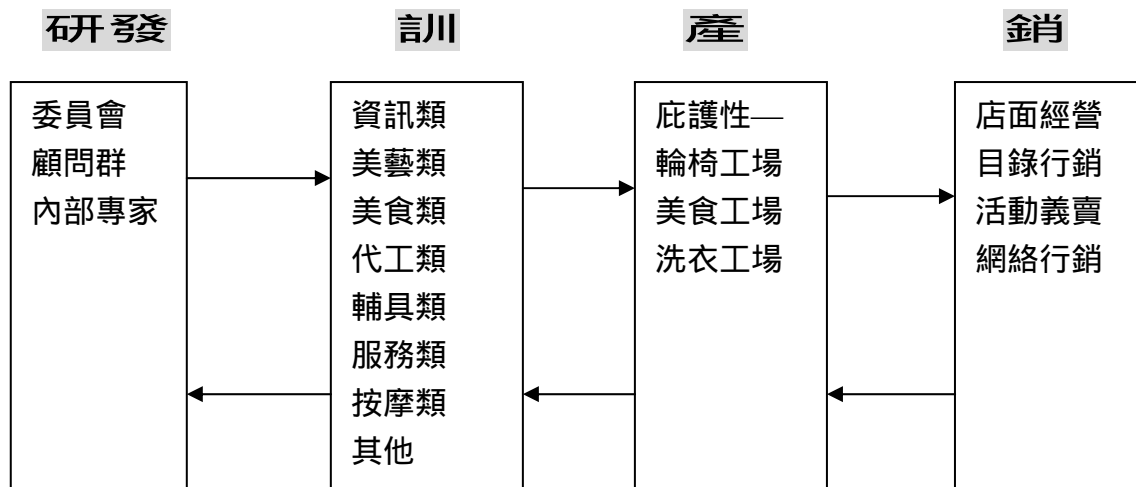 研發
訓
產
銷
委員會
顧問群
內部專家
資訊類
美藝類
美食類
代工類
輔具類
服務類
按摩類
其他
庇護性—
輪椅工場
美食工場
洗衣工場
店面經營
目錄行銷
活動義賣
網絡行銷